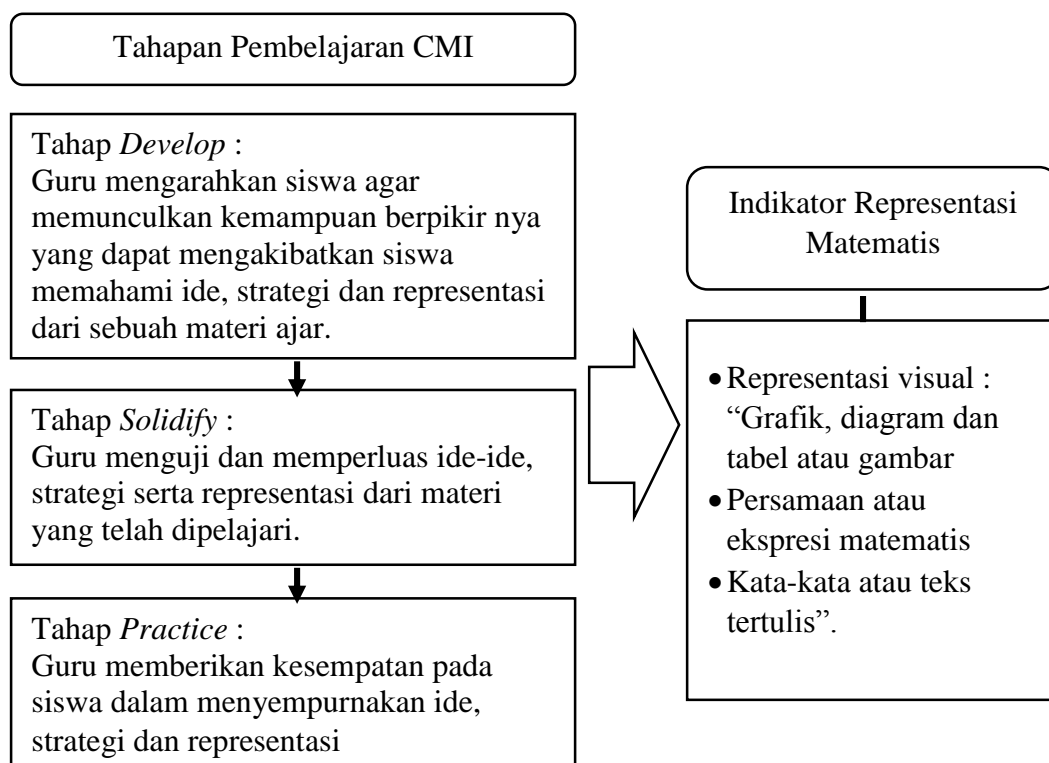 Tahapan Pembelajaran CMI
Tahap Develop :
Guru mengarahkan siswa agar
memunculkan kemampuan berpikir nya
yang dapat mengakibatkan siswa
memahami ide, strategi dan representasi
dari sebuah materi ajar.
Tahap Solidify :
Guru menguji dan memperluas ide-ide,
strategi serta representasi dari materi
yang telah dipelajari.
Tahap Practice :
Guru memberikan kesempatan pada
siswa dalam menyempurnakan ide,
strategi dan representasi
Indikator Representasi
Matematis
•Representasi visual :
“Grafik, diagram dan
tabel atau gambar
•Persamaan atau
ekspresi matematis
•Kata-kata atau teks
tertulis”.